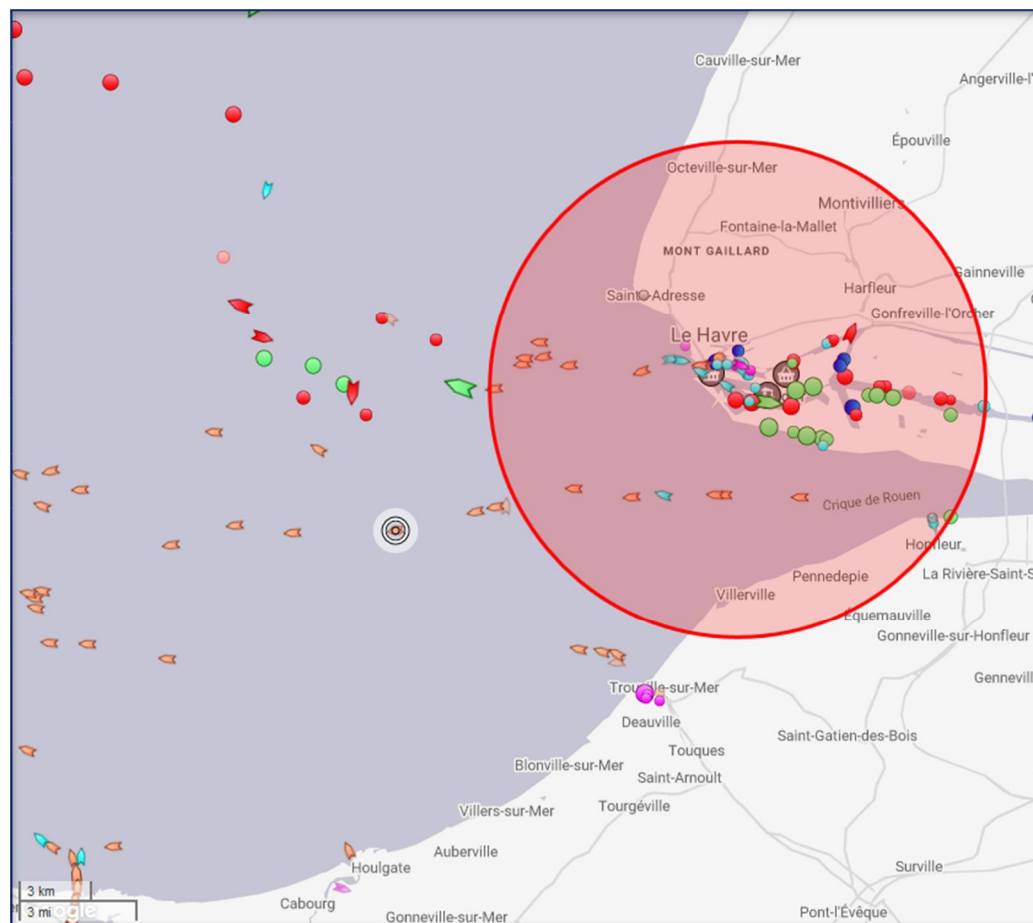 Cauville-sur-Mer
Angerville-l'
Épouville
Octeville-sur-Mer
Montivilliers
Fontaine-la-Mallet
MONT GAILLARD
Gainneville
Harfleur
Sainte-Adresse
Gonfreville-l'Orcher
Le Havre
Crique de Rouen
Honfleur
La Rivière-Saint-S
Pennedepie
Villerville
Équemauville
Gonneville-sur-Honfleur
Gennevil
Trouville-sur-Mer
Deauville
Saint-Gatien-des-Bois
Touques
Blonville-sur-Mer
Saint-Arnoult
Tourgéville
Villers-sur-Mer
Auberville
Houlgate
Surville
3 km
Cabourg
3 mi
Gonneville-sur-Mer
Pont-l'Évêque